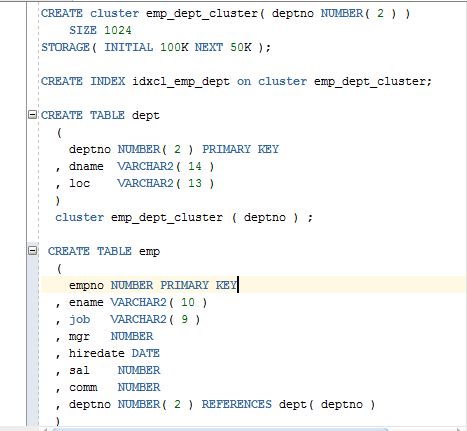 CREATE cluster emp_dept_cluster( deptno NUMBER( 2 ) )
SIZE 1024
STORAGE( INITIAL 100K NEXT 50K );
CREATE INDEX idxcl_emp_dept on cluster emp_dept_cluster;
CREATE TABLE dept
(
deptno NUMBER( 2 ) PRIMARY KEY
, dname VARCHAR2( 14 )
, loc VARCHAR2( 13 )
)
cluster emp_dept_cluster ( deptno ) ;
CREATE TABLE emp
(
empno NUMBER PRIMARY KEY
, ename VARCHAR2( 10 )
, job VARCHAR2( 9 )
, mgr NUMBER
, hiredate DATE
, sal NUMBER
, comm NUMBER
, deptno NUMBER( 2 ) REFERENCES dept( deptno )
)